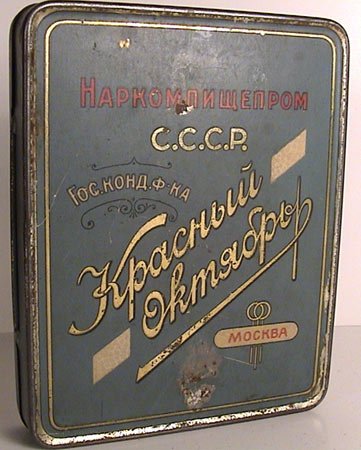 Наркомпищепром
С.С.С.Р.
Гос.конд.ф-ка
Красный
Октябрь
Москва